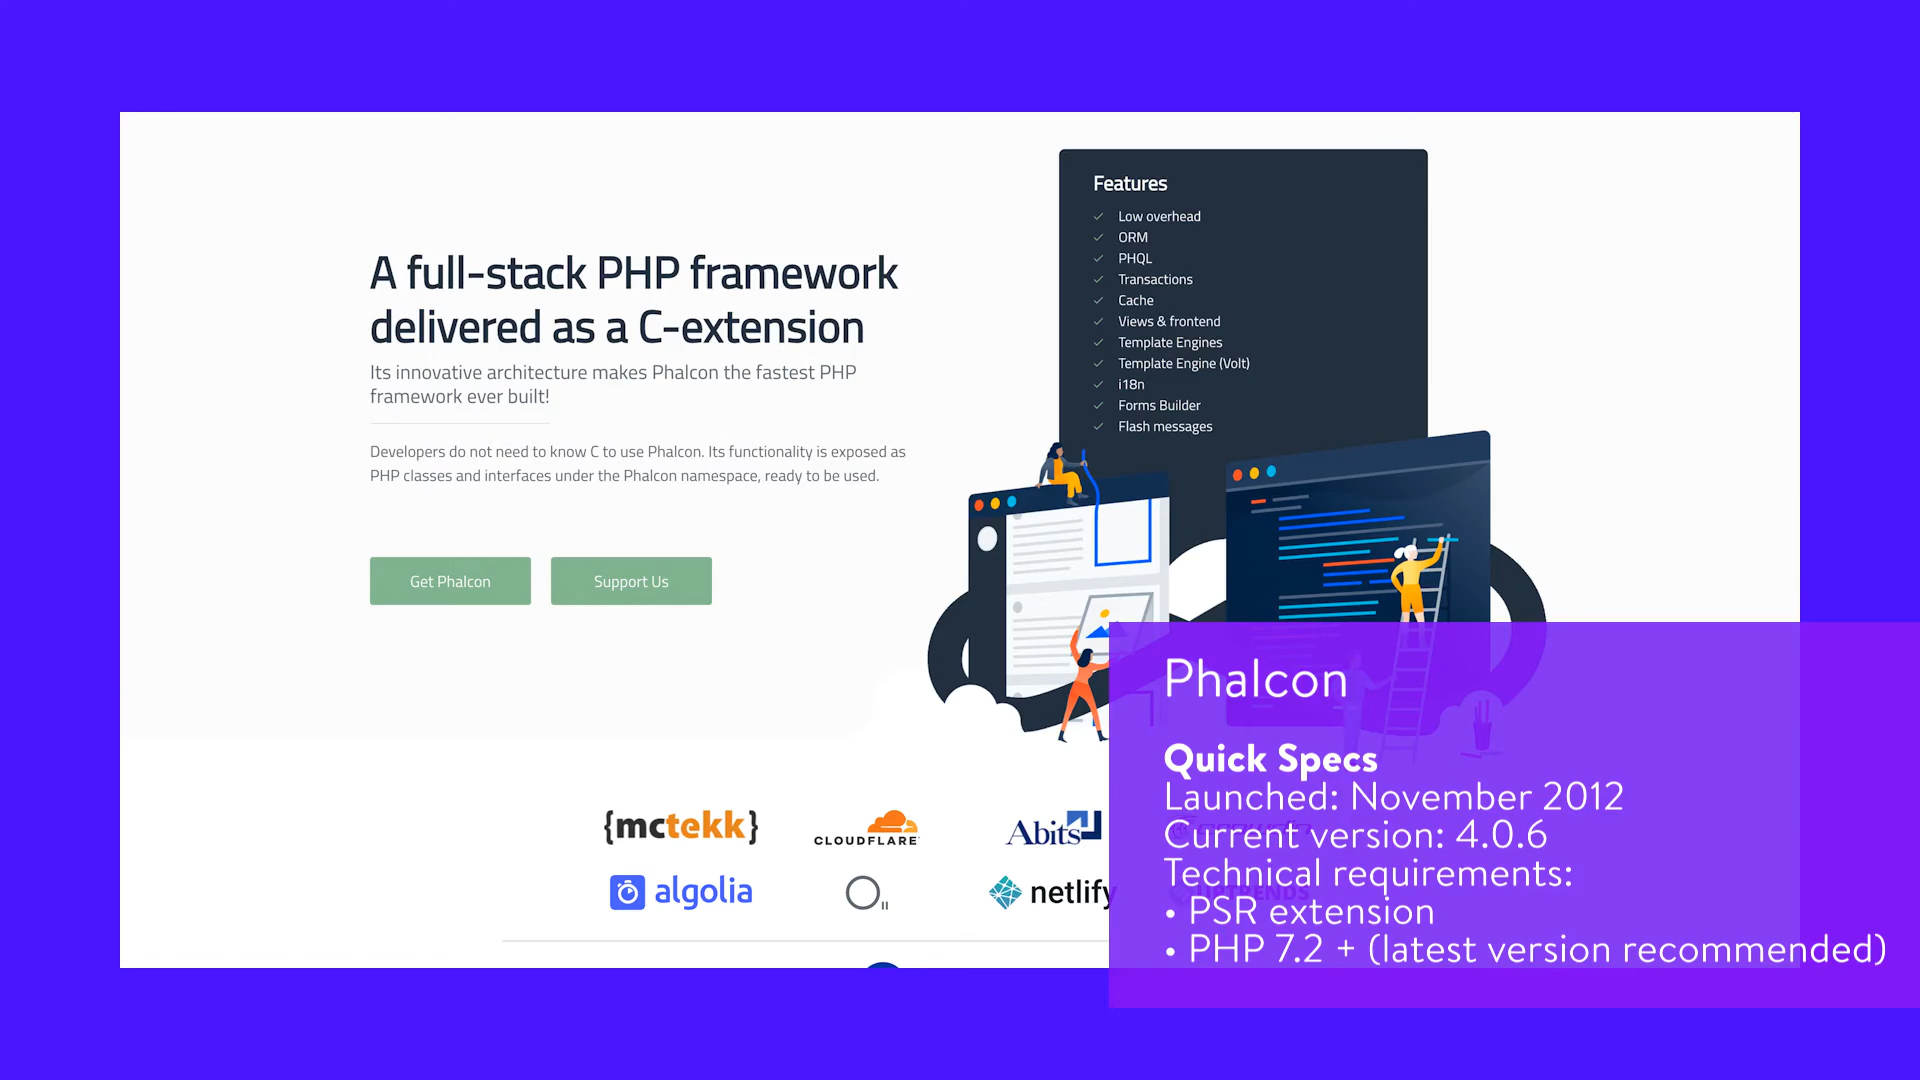 A full-stack PHP framework
delivered as a C-extension
Its innovative architecture makes Phalcon the fastest PHP
framework ever built!
Developers do not need to know C to use Phalcon. Its functionality is exposed as
PHP classes and interfaces under the Phalcon namespace, ready to be used.
Get Phalcon
Support Us
Features
Low overhead
ORM
PHQL
Transactions
Cache
Views & frontend
Template Engines
Template Engine (Volt)
i18n
Forms Builder
Flash messages
{mctekk}
CLOUDFLARE
Abits
algolia
netlify
UPTRENDS
Phalcon
Quick Specs
Launched: November 2012
Current version: 4.0.6
Technical requirements:
• PSR extension
• PHP 7.2 + (latest version recommended)